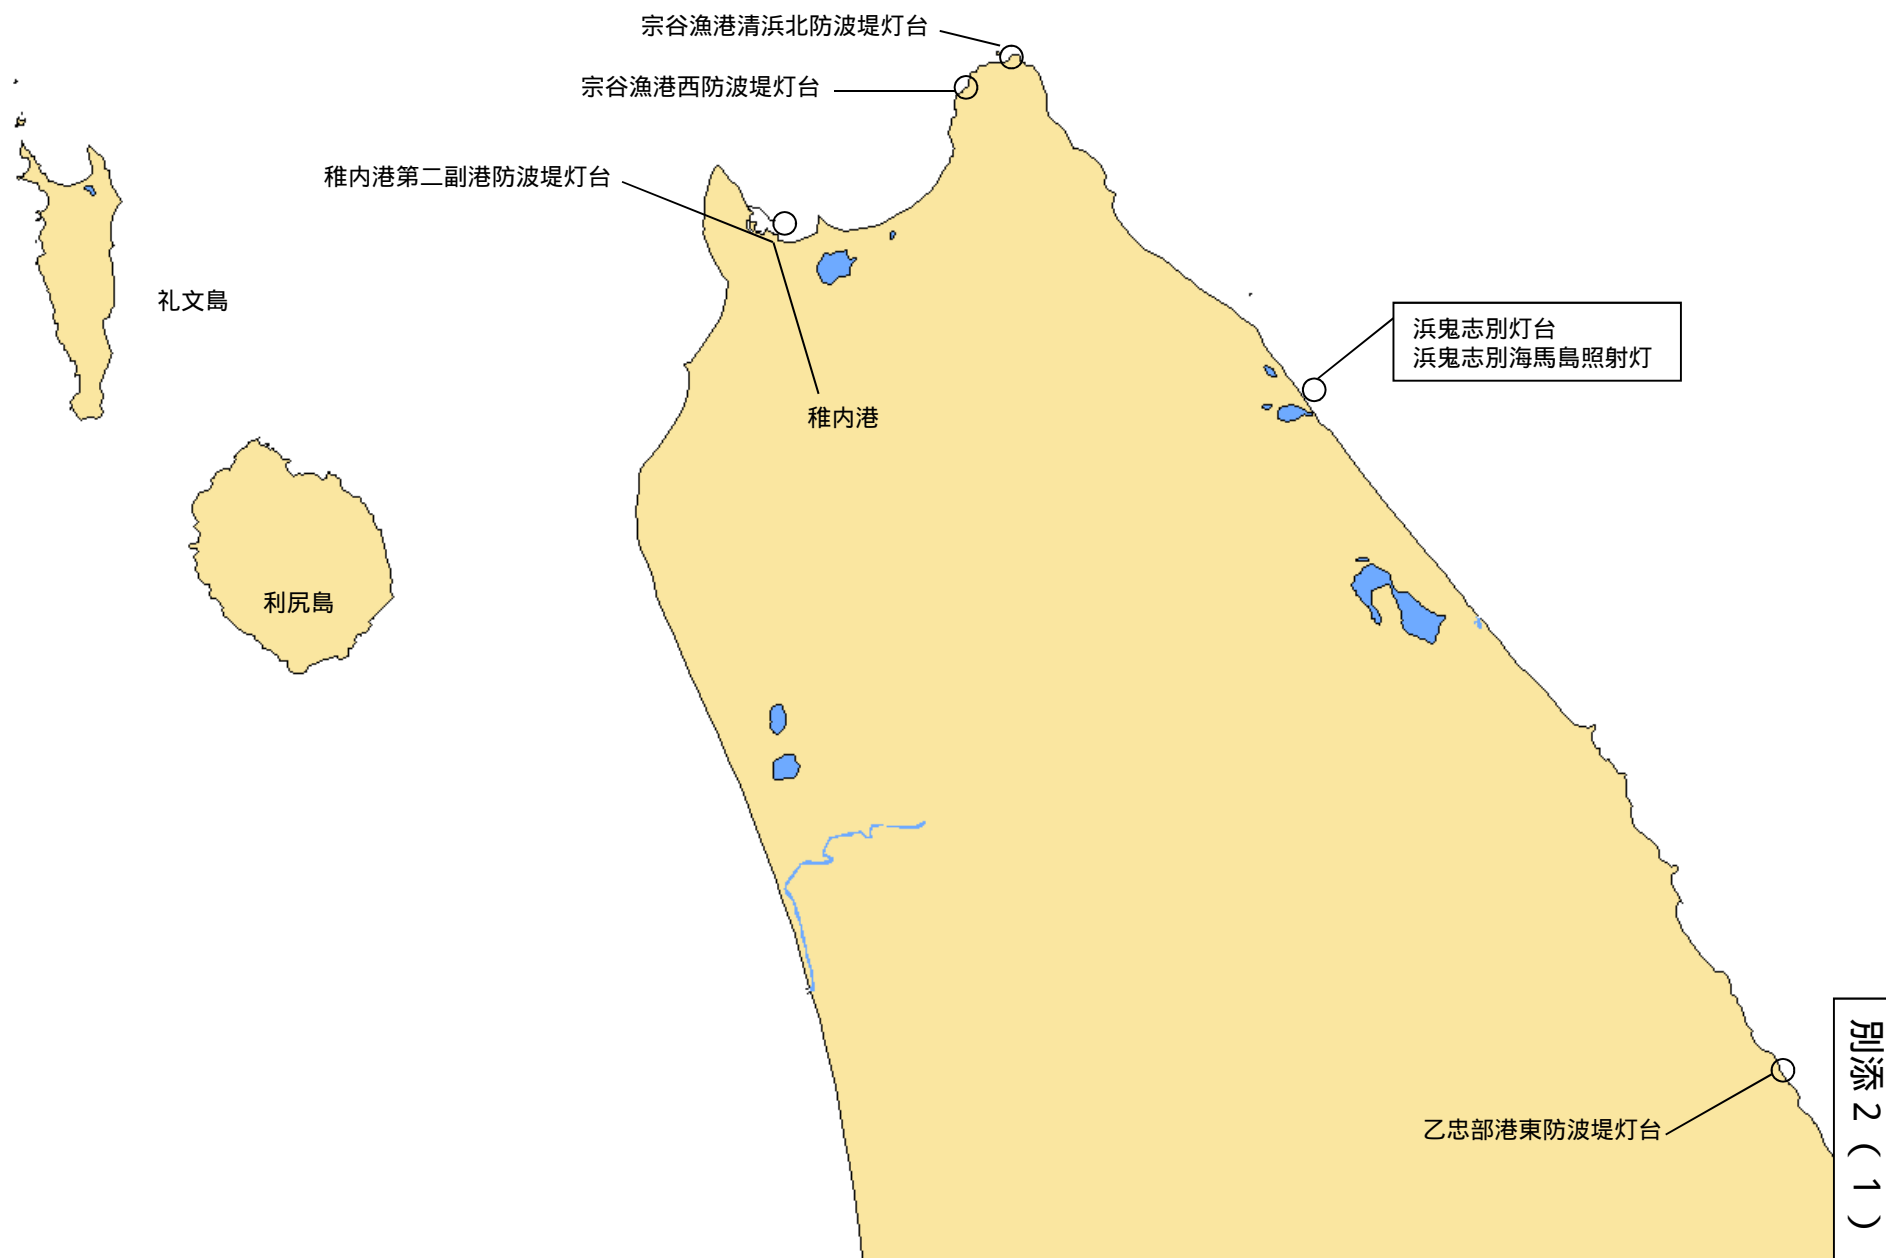 宗谷漁港清浜北防波堤灯台
宗谷漁港西防波堤灯台
稚内港第二副港防波堤灯台
礼文島
浜鬼志別灯台
浜鬼志別海馬島照射灯
稚内港
利尻島
別添２（１）
乙忠部港東防波堤灯台